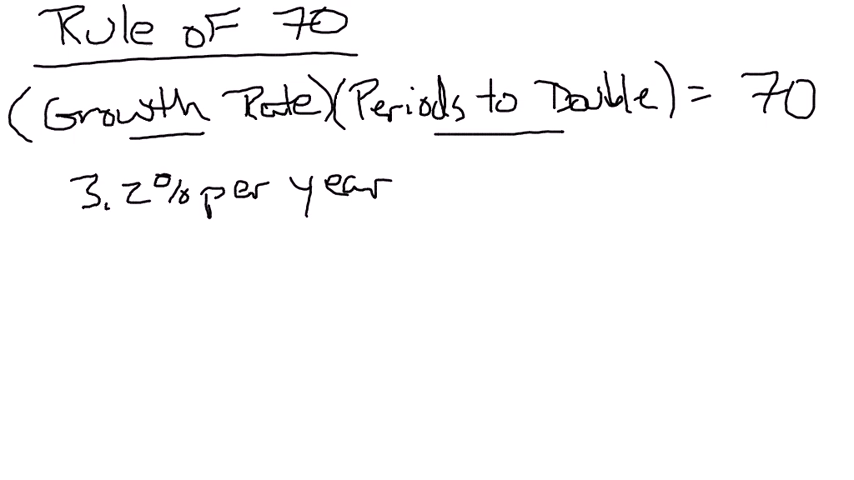 Rule of 70
(Growth Rate)(Periods to Double) = 70
3.2% per year